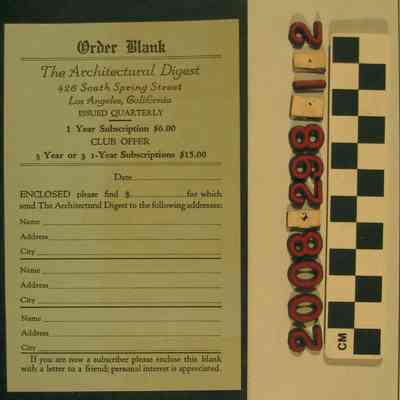 Order Blank
The Architectural Digest
426 South Spring Street
Los Angeles, California
ISSUED QUARTERLY
1 Year Subscription $6.00
CLUB OFFER
3 Year or 3 1-Year Subscriptions $15.00
Date
ENCLOSED please find $ for which
send The Architectural Digest to the following addresses:
Name
Address
City
Name
Address
City
Name
Address
City
If you are now a subscriber please enclose this blank
with a letter to a friend; personal interest is appreciated.
2008.298.1.2
CM